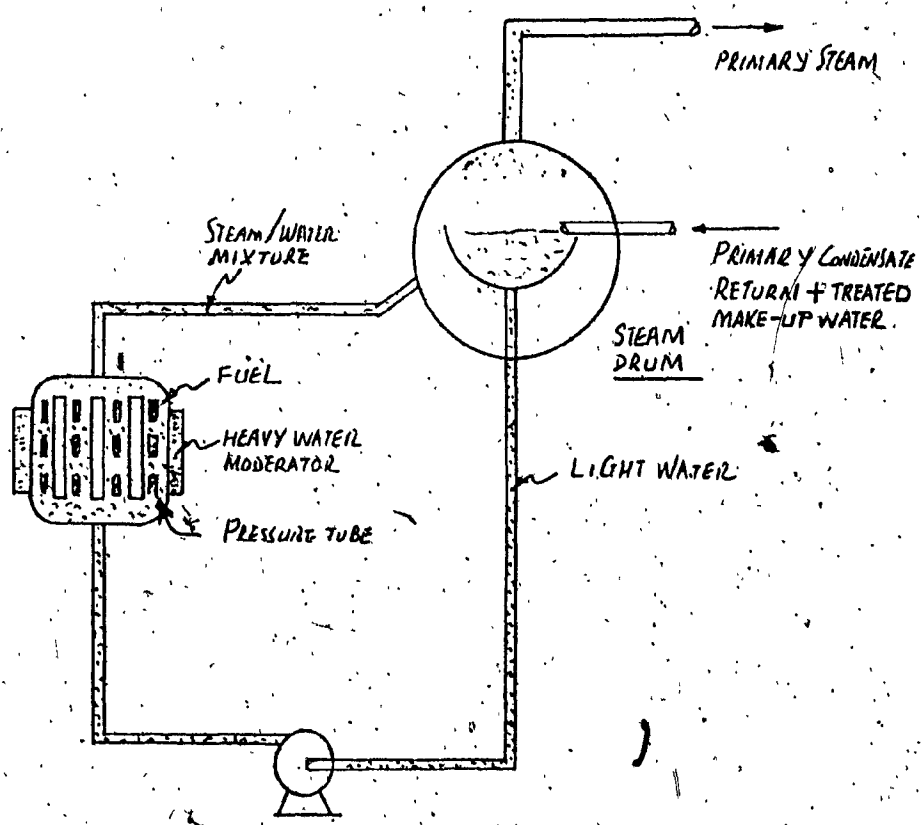 PRIMARY STEAM
STEAM/WATER
MIXTURE
PRIMARY CONDENSATE
RETURN + TREATED
MAKE-UP WATER
STEAM
DRUM
FUEL
HEAVY WATER
MODERATOR
LIGHT WATER
PRESSURE TUBE